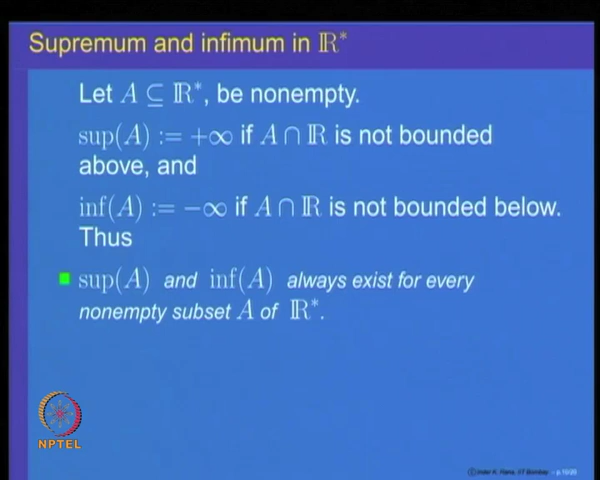 Supremum and infimum in ℝ*
Let A ⊆ ℝ*, be nonempty.
sup(A) := +∞ if A ∩ ℝ is not bounded
above, and
inf(A) := −∞ if A ∩ ℝ is not bounded below.
Thus
sup(A) and inf(A) always exist for every
nonempty subset A of ℝ*.
NPTEL